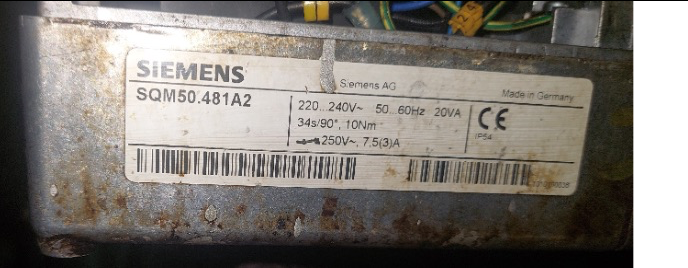 SIEMENS
Siemens AG
Made in Germany
SQM50.481A2
220...240V~ 50...60Hz 20VA
34s/90°, 10Nm
250V~, 7,5(3)A
CE
IP54